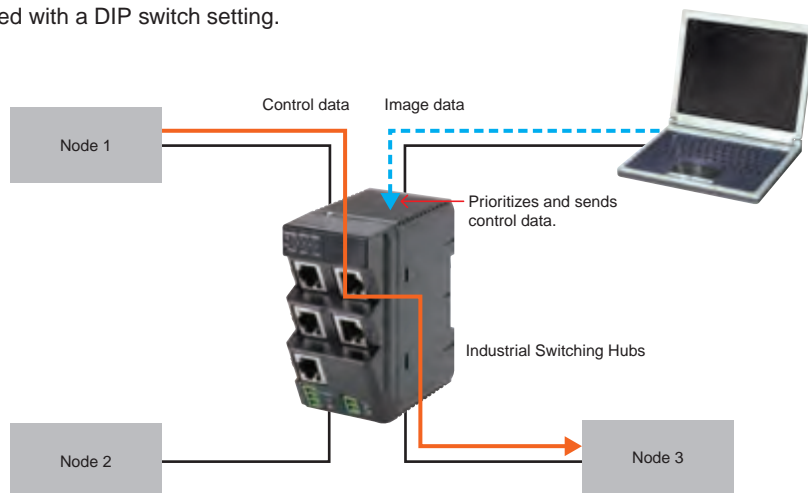 ed with a DIP switch setting.
Control data
Image data
Node 1
Prioritizes and sends
control data.
Industrial Switching Hubs
Node 2
Node 3